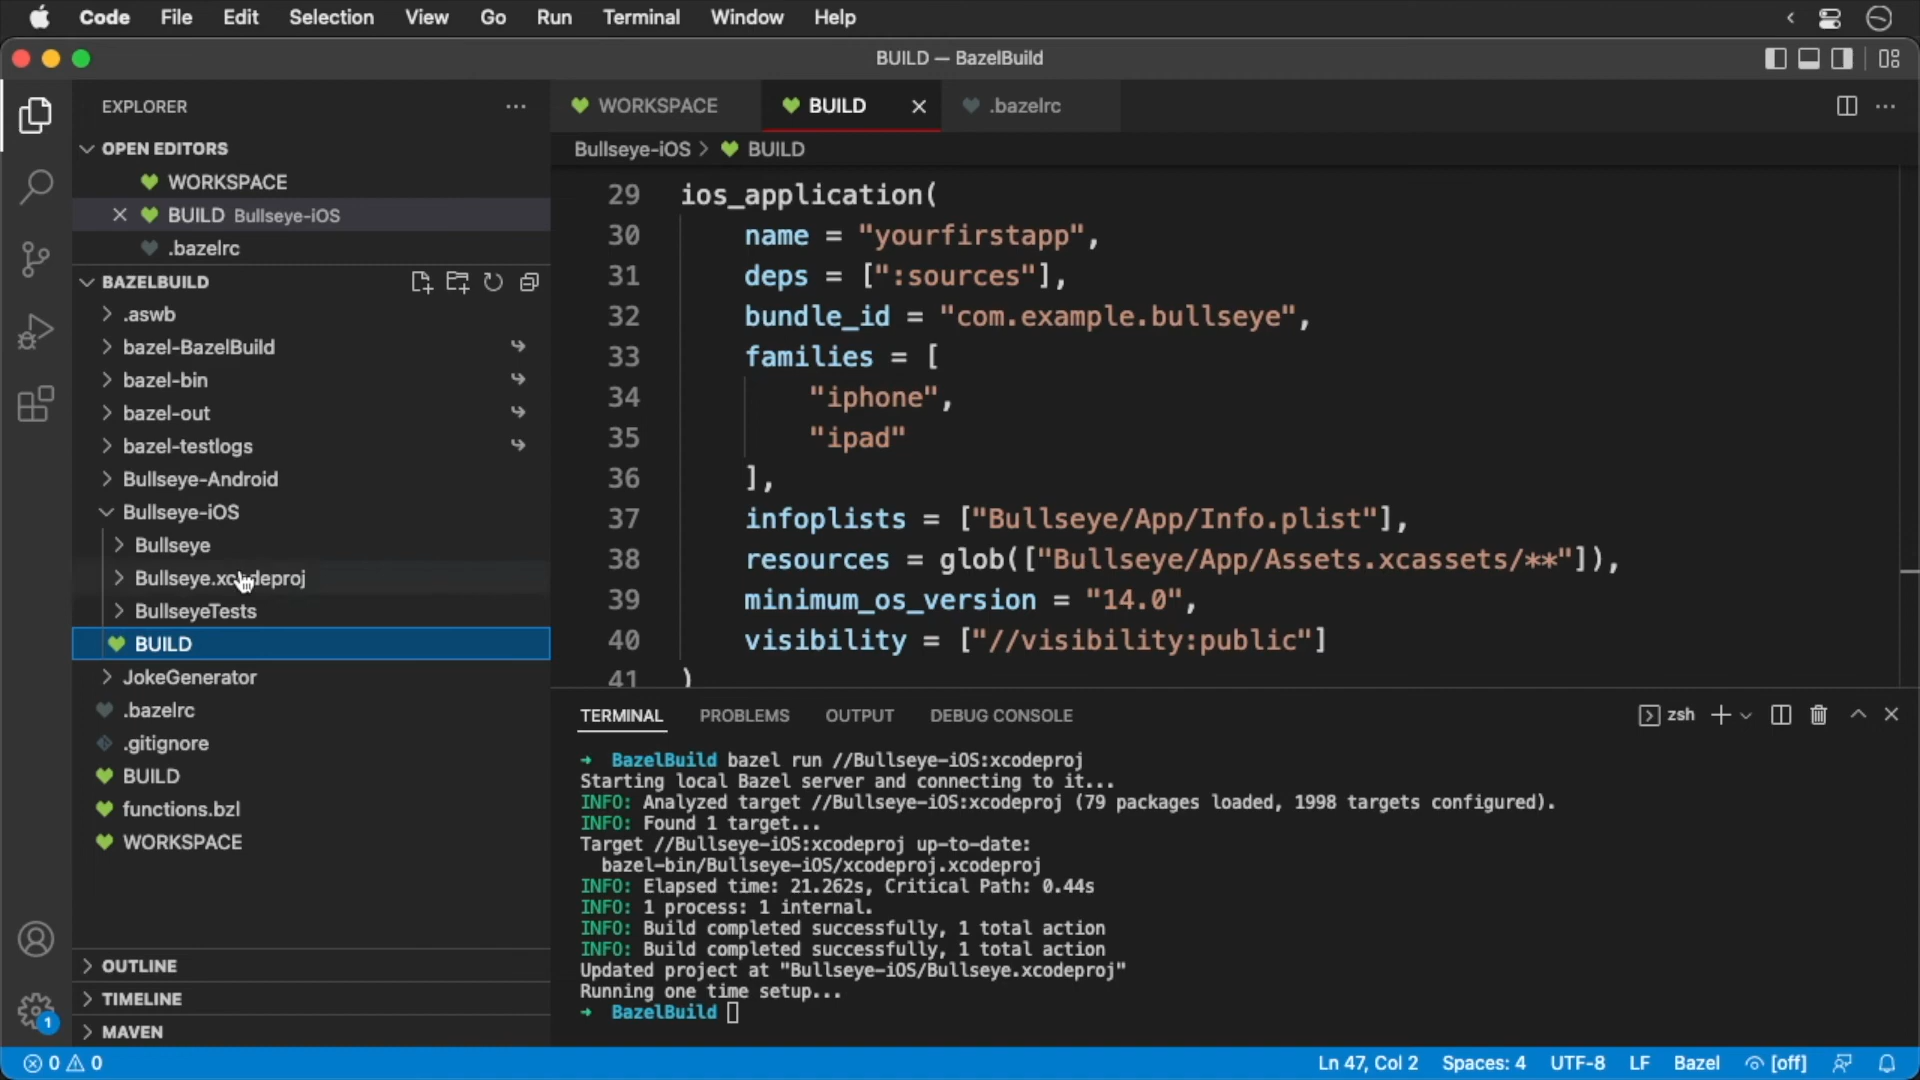 Code File Edit Selection View Go Run Terminal Window Help
BUILD — BazelBuild
EXPLORER
OPEN EDITORS
WORKSPACE
BUILD Bullseye-iOS
.bazelrc
BAZELBUILD
.aswb
bazel-BazelBuild
bazel-bin
bazel-out
bazel-testlogs
Bullseye-Android
Bullseye-iOS
Bullseye
Bullseye.xcodeproj
BullseyeTests
BUILD
JokeGenerator
.bazelrc
.gitignore
BUILD
functions.bzl
WORKSPACE
OUTLINE
TIMELINE
MAVEN
1
WORKSPACE BUILD .bazelrc
Bullseye-iOS > BUILD
29 ios_application(
30 name = "yourfirstapp",
31 deps = [":sources"],
32 bundle_id = "com.example.bullseye",
33 families = [
34 "iphone",
35 "ipad"
36 ],
37 infoplists = ["Bullseye/App/Info.plist"],
38 resources = glob(["Bullseye/App/Assets.xcassets/**"]),
39 minimum_os_version = "14.0",
40 visibility = ["//visibility:public"]
41 )
TERMINAL PROBLEMS OUTPUT DEBUG CONSOLE zsh
→ BazelBuild bazel run //Bullseye-iOS:xcodeproj
Starting local Bazel server and connecting to it...
INFO: Analyzed target //Bullseye-iOS:xcodeproj (79 packages loaded, 1998 targets configured).
INFO: Found 1 target...
Target //Bullseye-iOS:xcodeproj up-to-date:
bazel-bin/Bullseye-iOS/xcodeproj.xcodeproj
INFO: Elapsed time: 21.262s, Critical Path: 0.44s
INFO: 1 process: 1 internal.
INFO: Build completed successfully, 1 total action
INFO: Build completed successfully, 1 total action
Updated project at "Bullseye-iOS/Bullseye.xcodeproj"
Running one time setup...
→ BazelBuild
0 0 Ln 47, Col 2 Spaces: 4 UTF-8 LF Bazel [off]